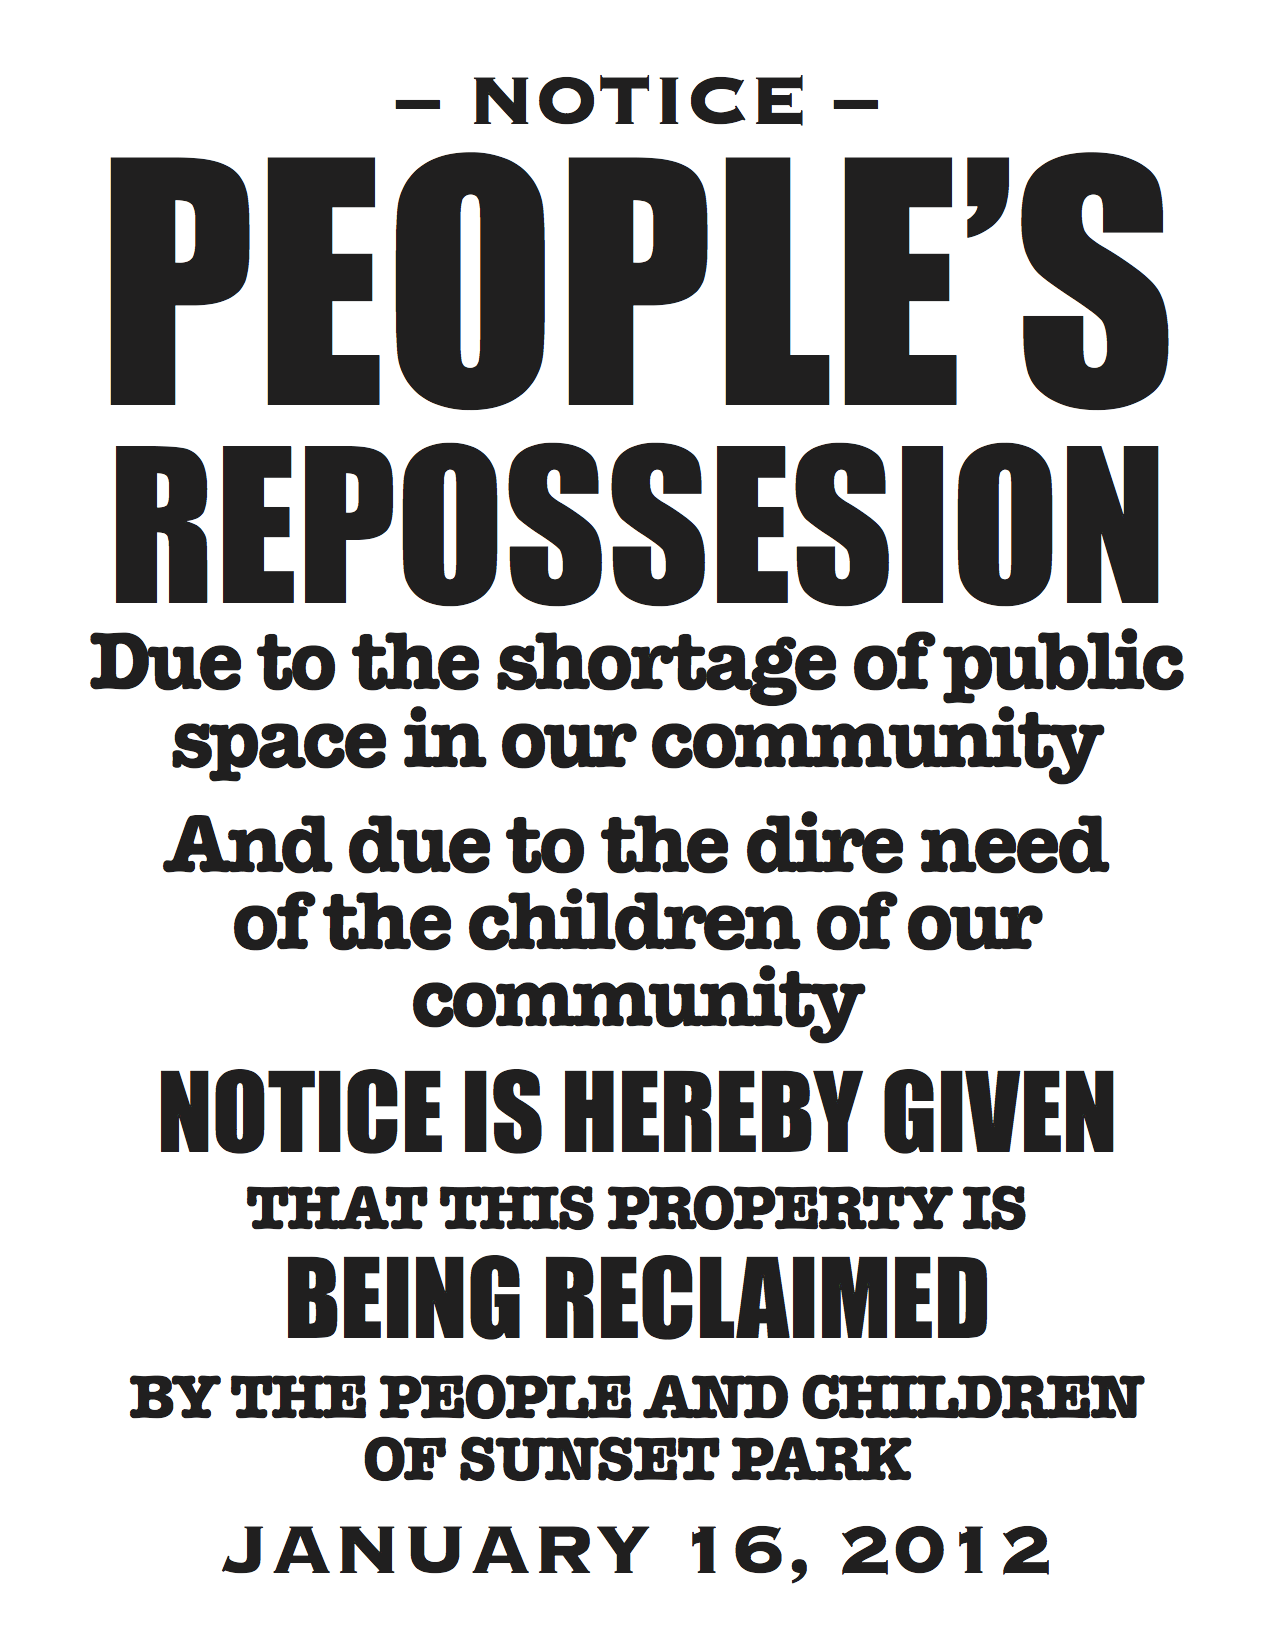 – NOTICE –
PEOPLE’S
REPOSSESION
Due to the shortage of public
space in our community
And due to the dire need
of the children of our
community
NOTICE IS HEREBY GIVEN
THAT THIS PROPERTY IS
BEING RECLAIMED
BY THE PEOPLE AND CHILDREN
OF SUNSET PARK
JANUARY 16, 2012